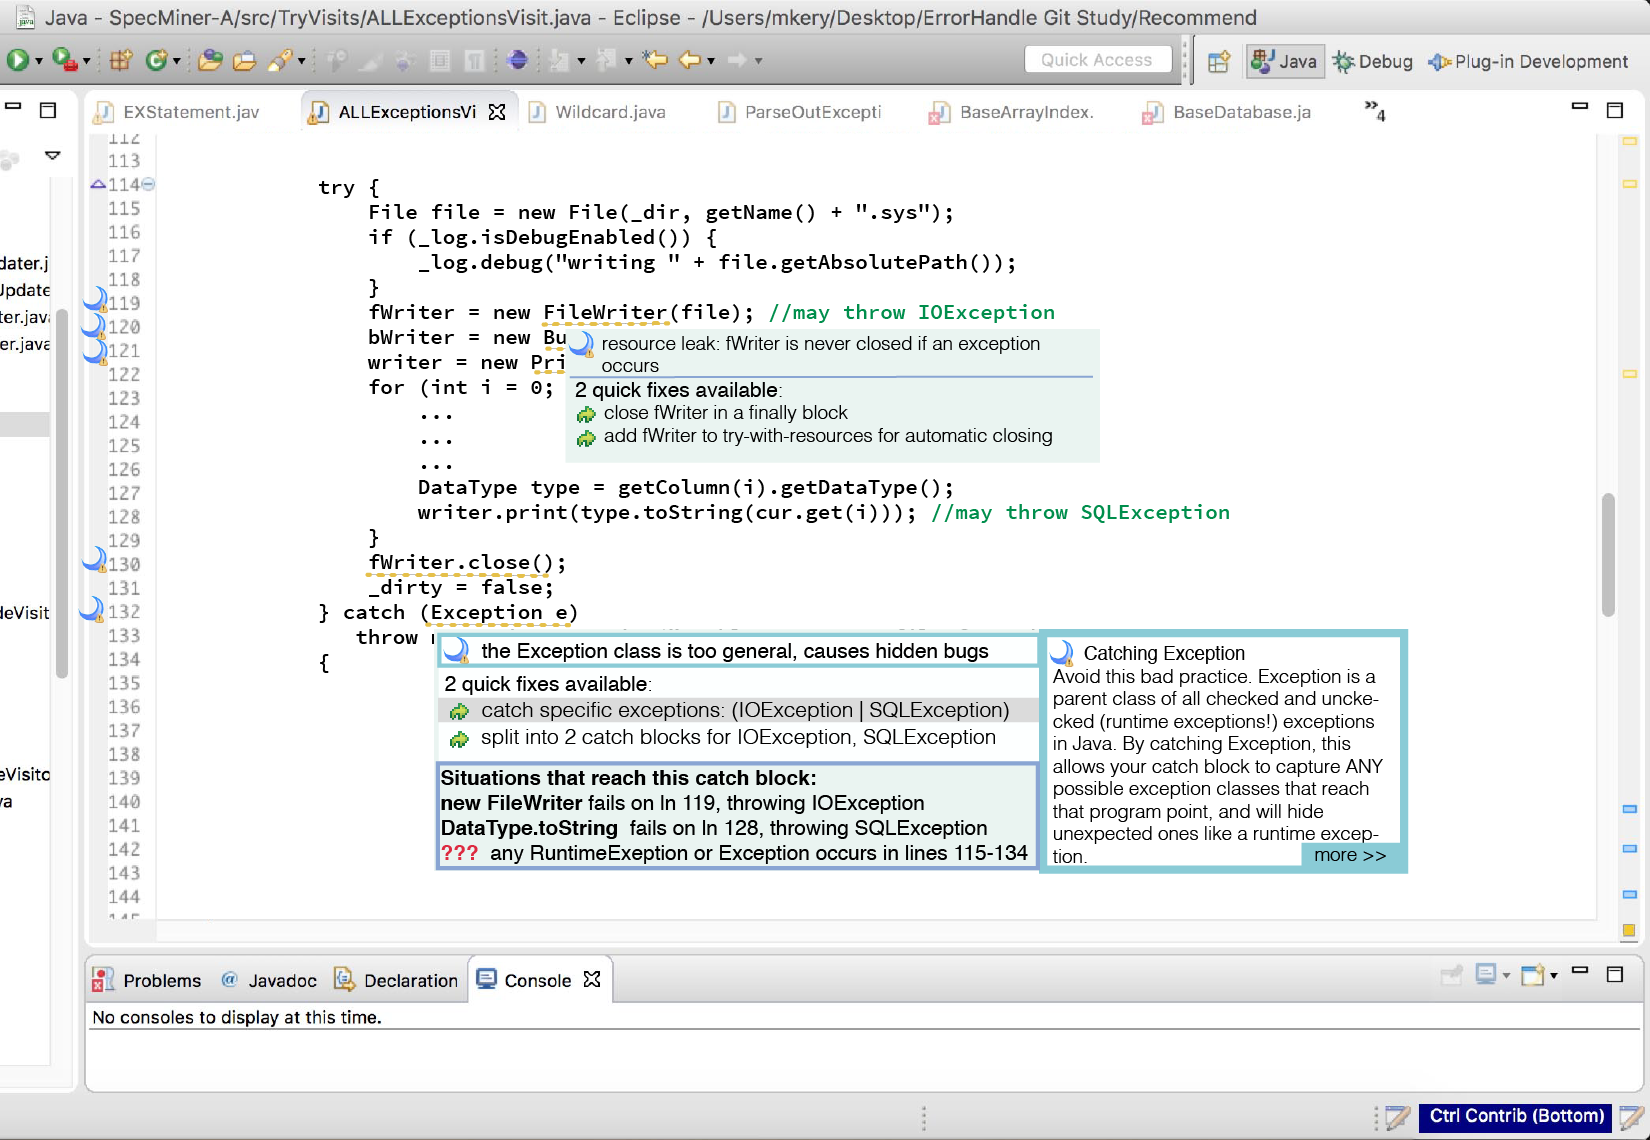 Java - SpecMiner-A/src/TryVisits/ALLExceptionsVisit.java - Eclipse - /Users/mkery/Desktop/ErrorHandle Git Study/Recommend
Quick Access
Java
Debug
Plug-in Development
EXStatement.jav
ALLExceptionsVi
Wildcard.java
ParseOutExcepti
BaseArrayIndex.
BaseDatabase.ja
»4
dater.j
Update
ter.java
er.java
deVisit
eVisito
va
112
113
114 try {
115 File file = new File(_dir, getName() + ".sys");
116 if (_log.isDebugEnabled()) {
117 _log.debug("writing " + file.getAbsolutePath());
118 }
119 fWriter = new FileWriter(file); //may throw IOException
120 bWriter = new Bu
121 writer = new Pri
122 for (int i = 0;
123 ...
124 ...
125 ...
126 DataType type = getColumn(i).getDataType();
127 writer.print(type.toString(cur.get(i))); //may throw SQLException
128 }
129 fWriter.close();
130 _dirty = false;
131 } catch (Exception e)
132 throw
133 {
134
135
136
137
138
139
140
141
142
143
144
145
resource leak: fWriter is never closed if an exception
occurs
2 quick fixes available:
close fWriter in a finally block
add fWriter to try-with-resources for automatic closing
the Exception class is too general, causes hidden bugs
2 quick fixes available:
catch specific exceptions: (IOException | SQLException)
split into 2 catch blocks for IOException, SQLException
Situations that reach this catch block:
new FileWriter fails on ln 119, throwing IOException
DataType.toString fails on ln 128, throwing SQLException
??? any RuntimeExeption or Exception occurs in lines 115-134
Catching Exception
Avoid this bad practice. Exception is a
parent class of all checked and uncke-
cked (runtime exceptions!) exceptions
in Java. By catching Exception, this
allows your catch block to capture ANY
possible exception classes that reach
that program point, and will hide
unexpected ones like a runtime excep-
tion.
more >>
Problems
@ Javadoc
Declaration
Console
No consoles to display at this time.
Ctrl Contrib (Bottom)